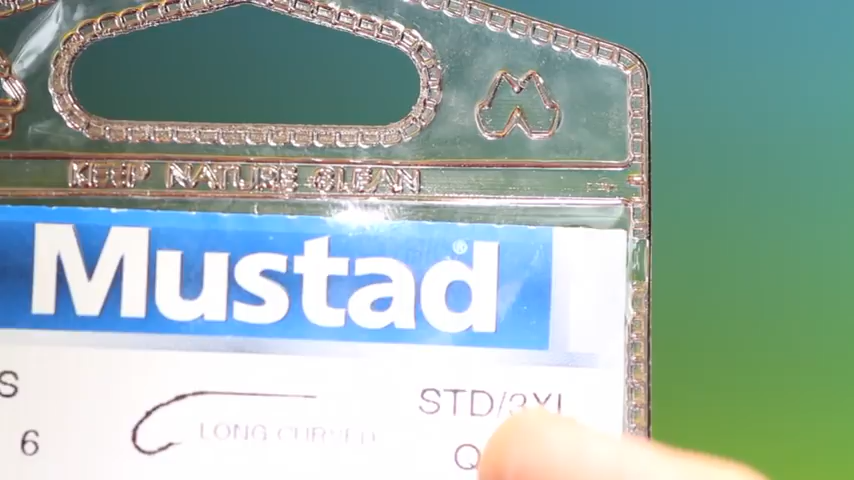 KEEP NATURE CLEAN
Mustad®
S
STD/3XL
LONG CURVED
6